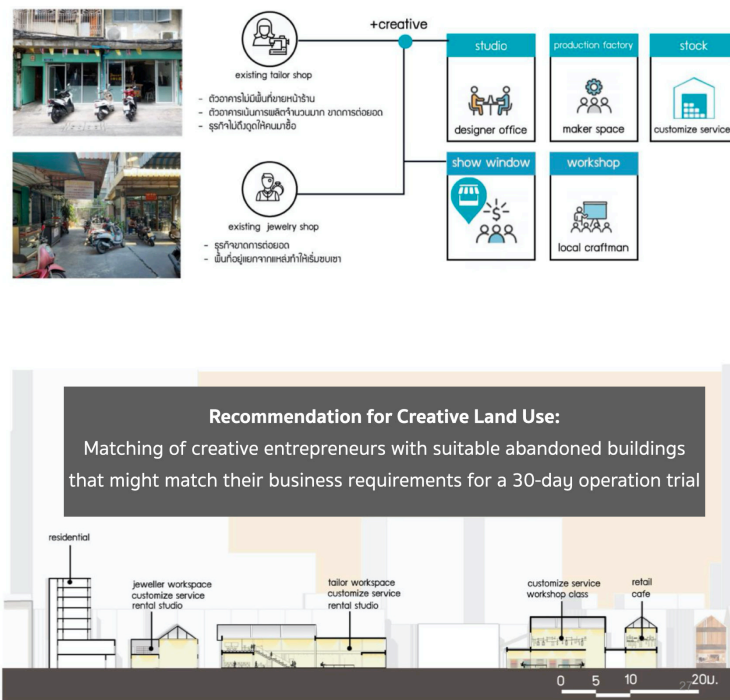 +creative
existing tailor shop
- ตัวอาคารไม่มีพื้นที่ขายหน้าร้าน
- ตัวอาคารเน้นการผลิตจำนวนมาก ขาดการต่อยอด
- ธุรกิจไม่ดึงดูดให้คนมาซื้อ
existing jewelry shop
- ธุรกิจขาดการต่อยอด
- พื้นที่อยู่แยกจากแหล่งทำให้เริ่มซบเซา
studio
designer office
production factory
maker space
stock
customize service
show window
workshop
local craftman
Recommendation for Creative Land Use:
Matching of creative entrepreneurs with suitable abandoned buildings
that might match their business requirements for a 30-day operation trial
residential
jeweller workspace
customize service
rental studio
tailor workspace
customize service
rental studio
customize service
workshop class
retail
cafe
0 5 10 20ม.
27